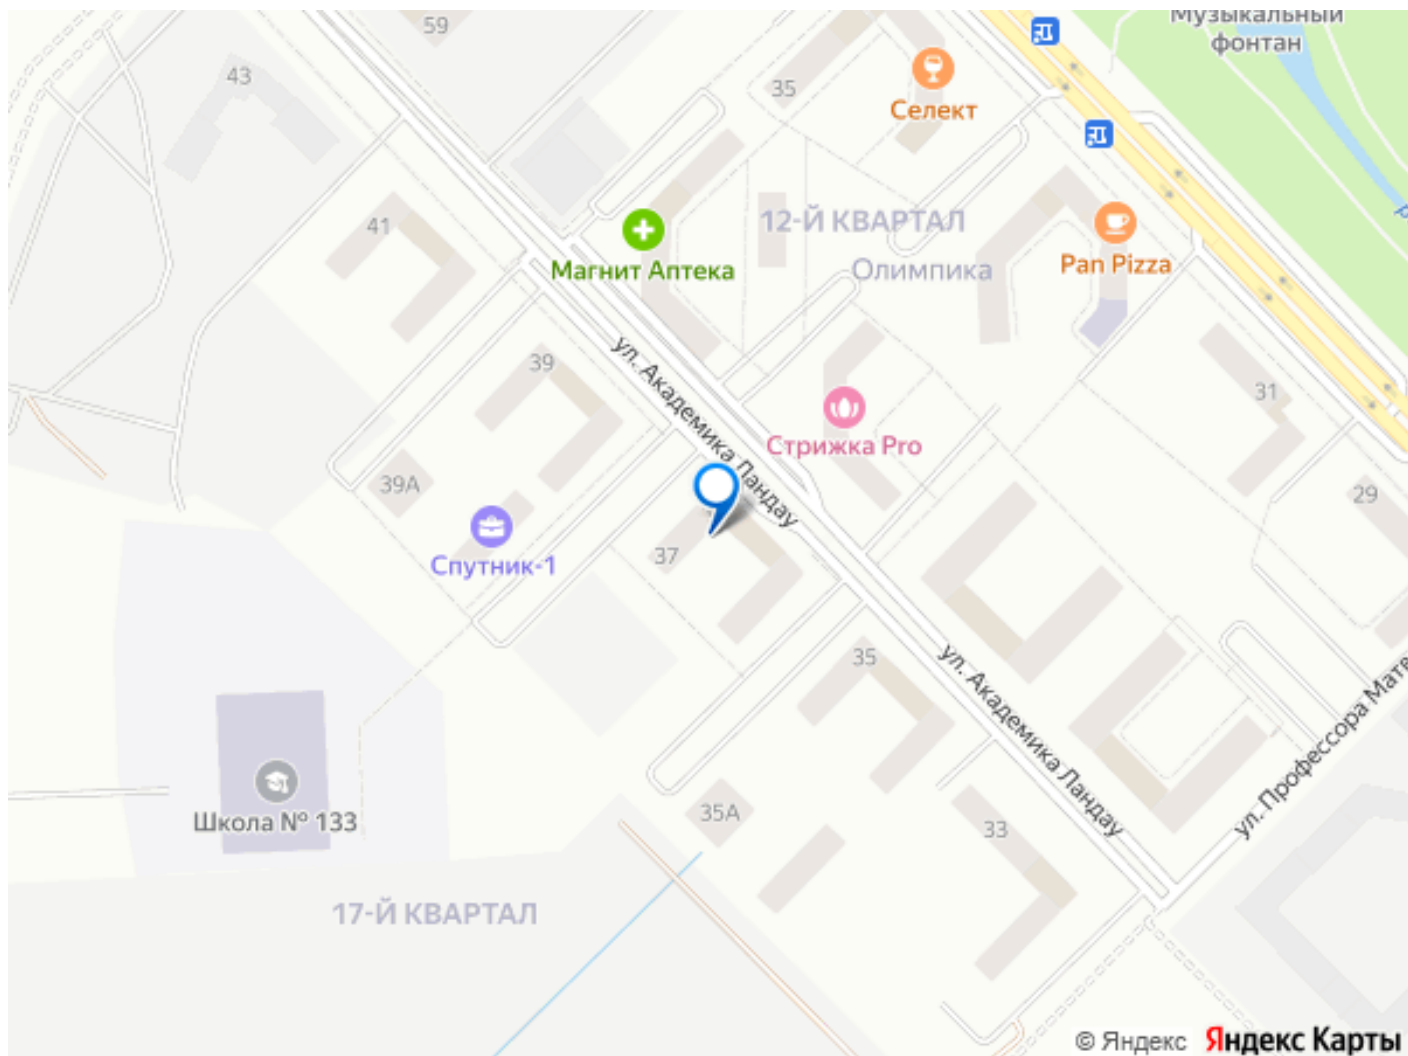 59
Музыкальный
фонтан
43
35
Селект
41
12-Й КВАРТАЛ
Магнит Аптека
Олимпика
Pan Pizza
39
ул. Академика Ландау
31
Стрижка Pro
39А
29
37
Спутник-1
35
ул. Академика Ландау
ул. Профессора Мате
Школа № 133
35А
33
17-Й КВАРТАЛ
© Яндекс Яндекс Карты